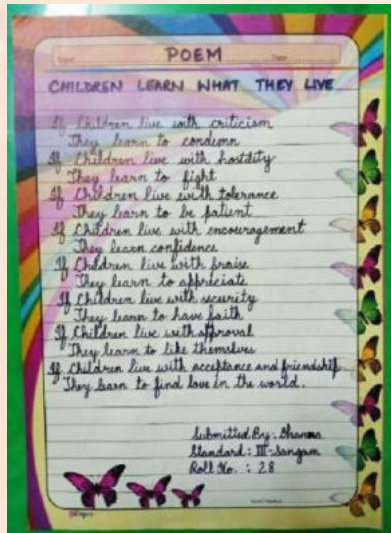 POEM
CHILDREN LEARN WHAT THEY LIVE
If Children live with criticism
They learn to condemn
If Children live with hostility
They learn to fight
If Children live with tolerance
They learn to be patient
If Children live with encouragement
They learn confidence
If Children live with praise
They learn to appreciate
If Children live with security
They learn to have faith
If Children live with approval
They learn to like themselves
If Children live with acceptance and friendship
They learn to find love in the world.
Submitted By:
Standard: III-Sangam
Roll No. : 28